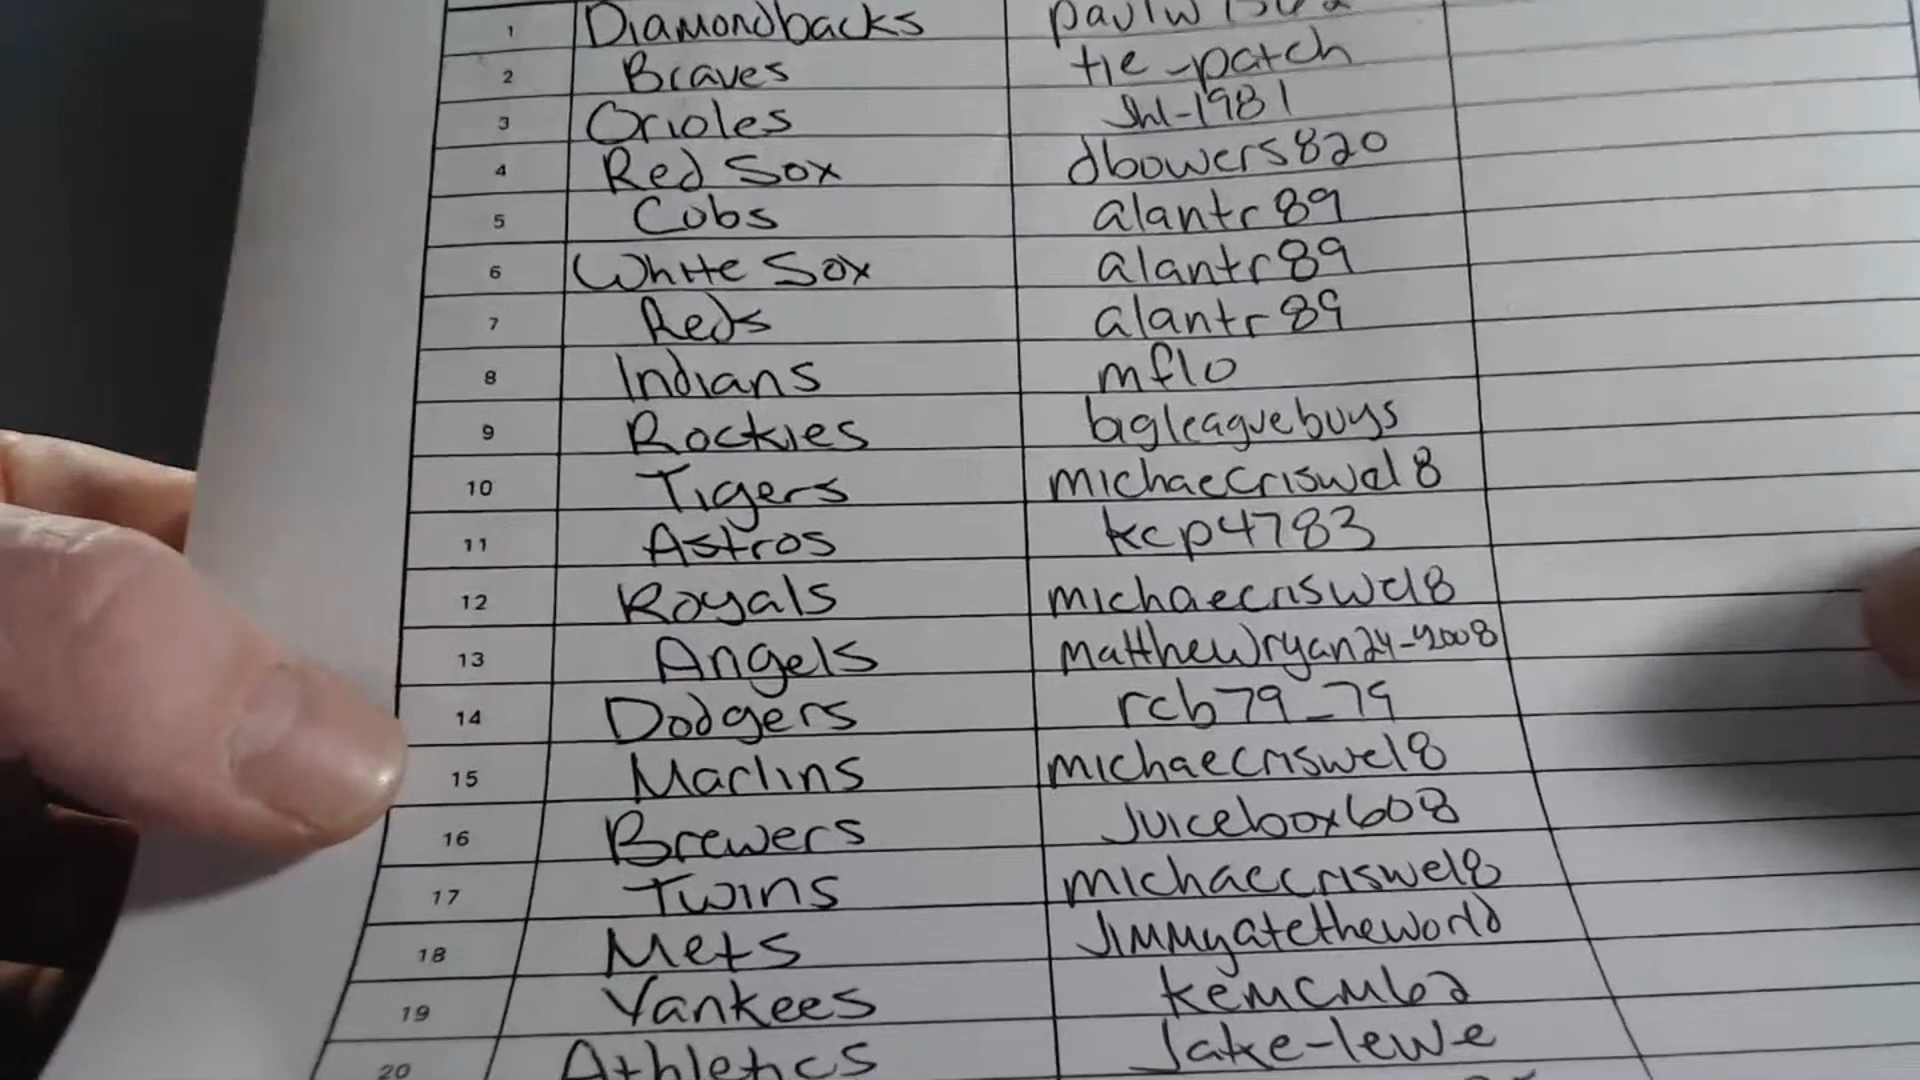 1 Diamondbacks
2 Braves tie-patch
3 Orioles Jhl-1981
4 Red Sox dbowers820
5 Cubs alantr89
6 White Sox alantr89
7 Reds alantr89
8 Indians mflo
9 Rockies bigleaguebuys
10 Tigers michaecriswel8
11 Astros kcp4783
12 Royals michaecriswel8
13 Angels matthewryan24-2008
14 Dodgers rcb79_79
15 Marlins michaecriswel8
16 Brewers Juicebox608
17 Twins michaecriswel8
18 Mets Jimmyatetheworld
19 Yankees kemcm62
20 Athletics Jake-lewe